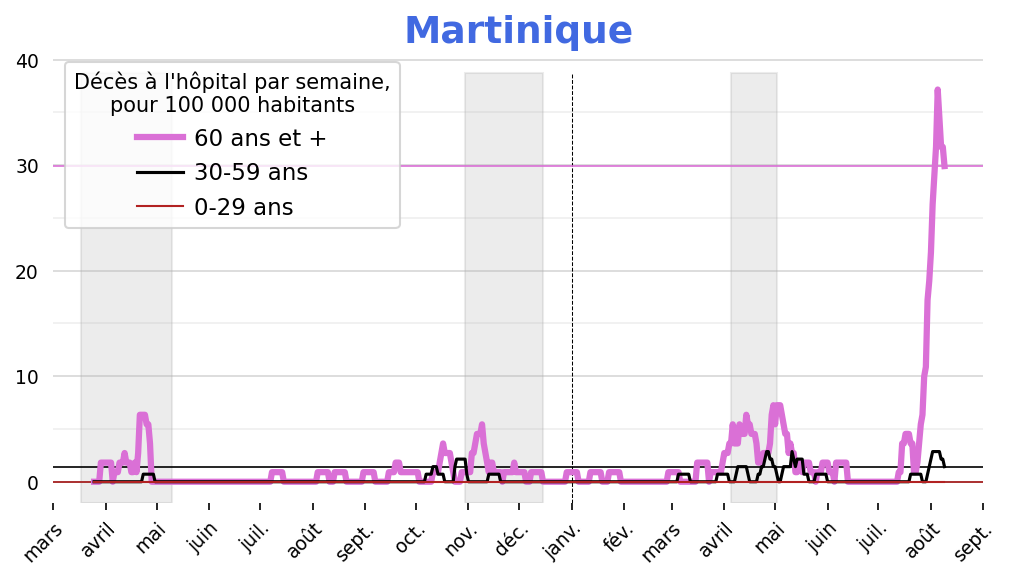 Martinique
Décès à l'hôpital par semaine,
pour 100 000 habitants
60 ans et +
30-59 ans
0-29 ans
40
30
20
10
0
mars avril mai juin juil. août sept. oct. nov. déc. janv. fév. mars avril mai juin juil. août sept.